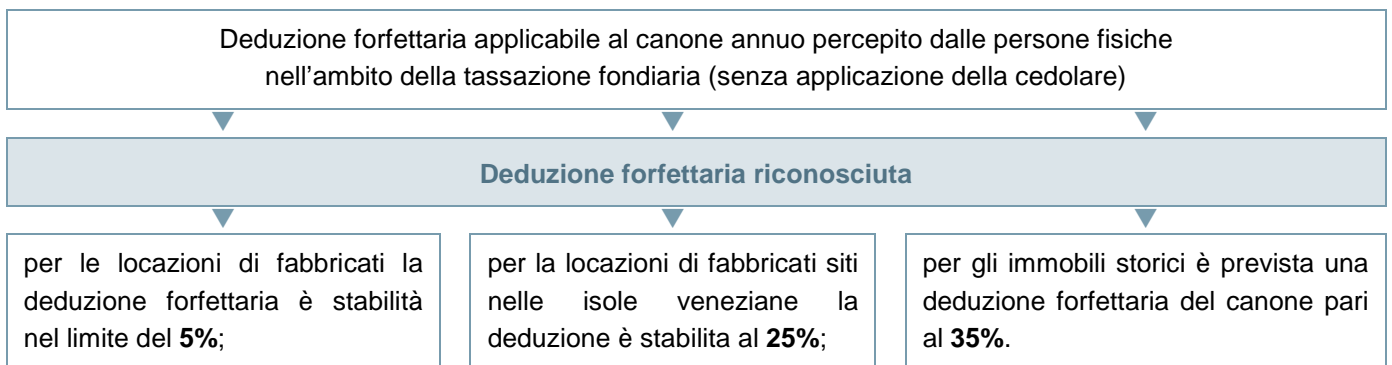 Deduzione forfettaria applicabile al canone annuo percepito dalle persone fisiche
nell’ambito della tassazione fondiaria (senza applicazione della cedolare)
Deduzione forfettaria riconosciuta
per le locazioni di fabbricati la
deduzione forfettaria è stabilità
nel limite del 5%;
per la locazioni di fabbricati siti
nelle isole veneziane la
deduzione è stabilita al 25%;
per gli immobili storici è prevista una
deduzione forfettaria del canone pari
al 35%.